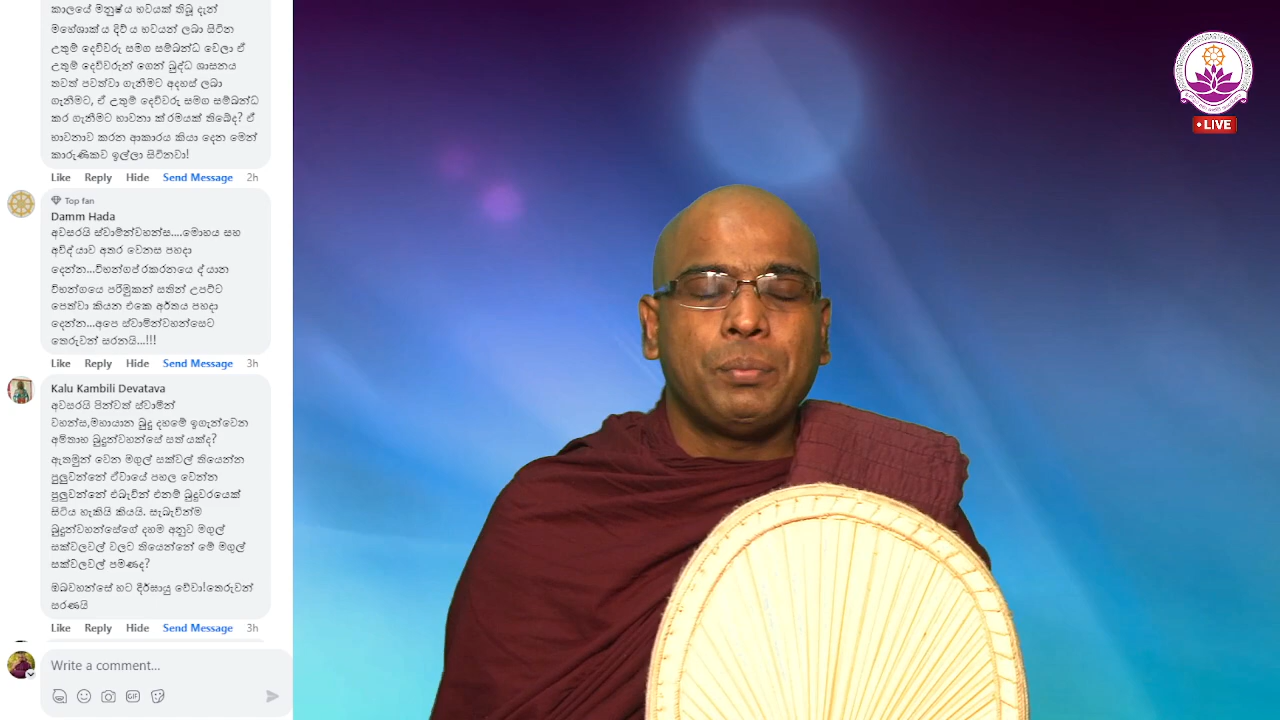 කාලයේ මනුෂ්‍ය භවයක් තිබූ දැන්
මහේශාක්‍ය දිව්‍ය භවයන් ලබා සිටින
උතුම් දෙවිවරු සමග සම්බන්ධ වෙලා ඒ
උතුම් දෙවිවරුන් ගෙන් බුද්ධ ශාසනය
තවත් පවත්වා ගැනීමට අදහස් ලබා
ගැනීමට, ඒ උතුම් දෙවිවරු සමග සම්බන්ධ
කර ගැනීමට භාවනා ක්‍රමයක් තිබේද? ඒ
භාවනාව කරන ආකාරය කියා දෙන මෙන්
කාරුණිකව ඉල්ලා සිටිනවා!
Like Reply Hide Send Message 2h
Top fan
Damm Hada
අවසරයි ස්වාමින්වහන්ස....මොහය සහ
අවිද්‍යාව අතර වෙනස පහදා
දෙන්න...විභන්ගප්‍රකරනයෙ ද්‍යාන
විභන්ගයෙ පරිමුකන් සතින් උපට්ට
පෙත්වා කියන එකෙ අර්තය පහදා
දෙන්න...අපෙ ස්වාමින්වහන්සෙට
තෙරුවන් සරනයි...!!!
Like Reply Hide Send Message 3h
Kalu Kambili Devatava
අවසරයි පින්වත් ස්වාමීන්
වහන්ස,මහායාන බුදු දහමේ ඉගැන්වෙන
අමිතාභ බුදුන්වහන්සේ සත්‍යක්ද?
ඇතමුන් වෙන මගුල් සක්වල් තියෙන්න
පුලුවන්නේ ඒවායේ පහල වෙන්න
පුලුවන්නේ එබැවින් එනම් බුදුවරයෙක්
සිටිය හැකියි කියයි. සැබැවින්ම
බුදුන්වහන්සේගේ දහම අනුව මගුල්
සක්වලවල් වලට තියෙන්නේ මේ මගුල්
සක්වලවල් පමණද?
ඔබවහන්සේ හට දීර්ඝායු වේවා!තෙරුවන්
සරණයි
Like Reply Hide Send Message 3h
Write a comment...
GIF
LIVE